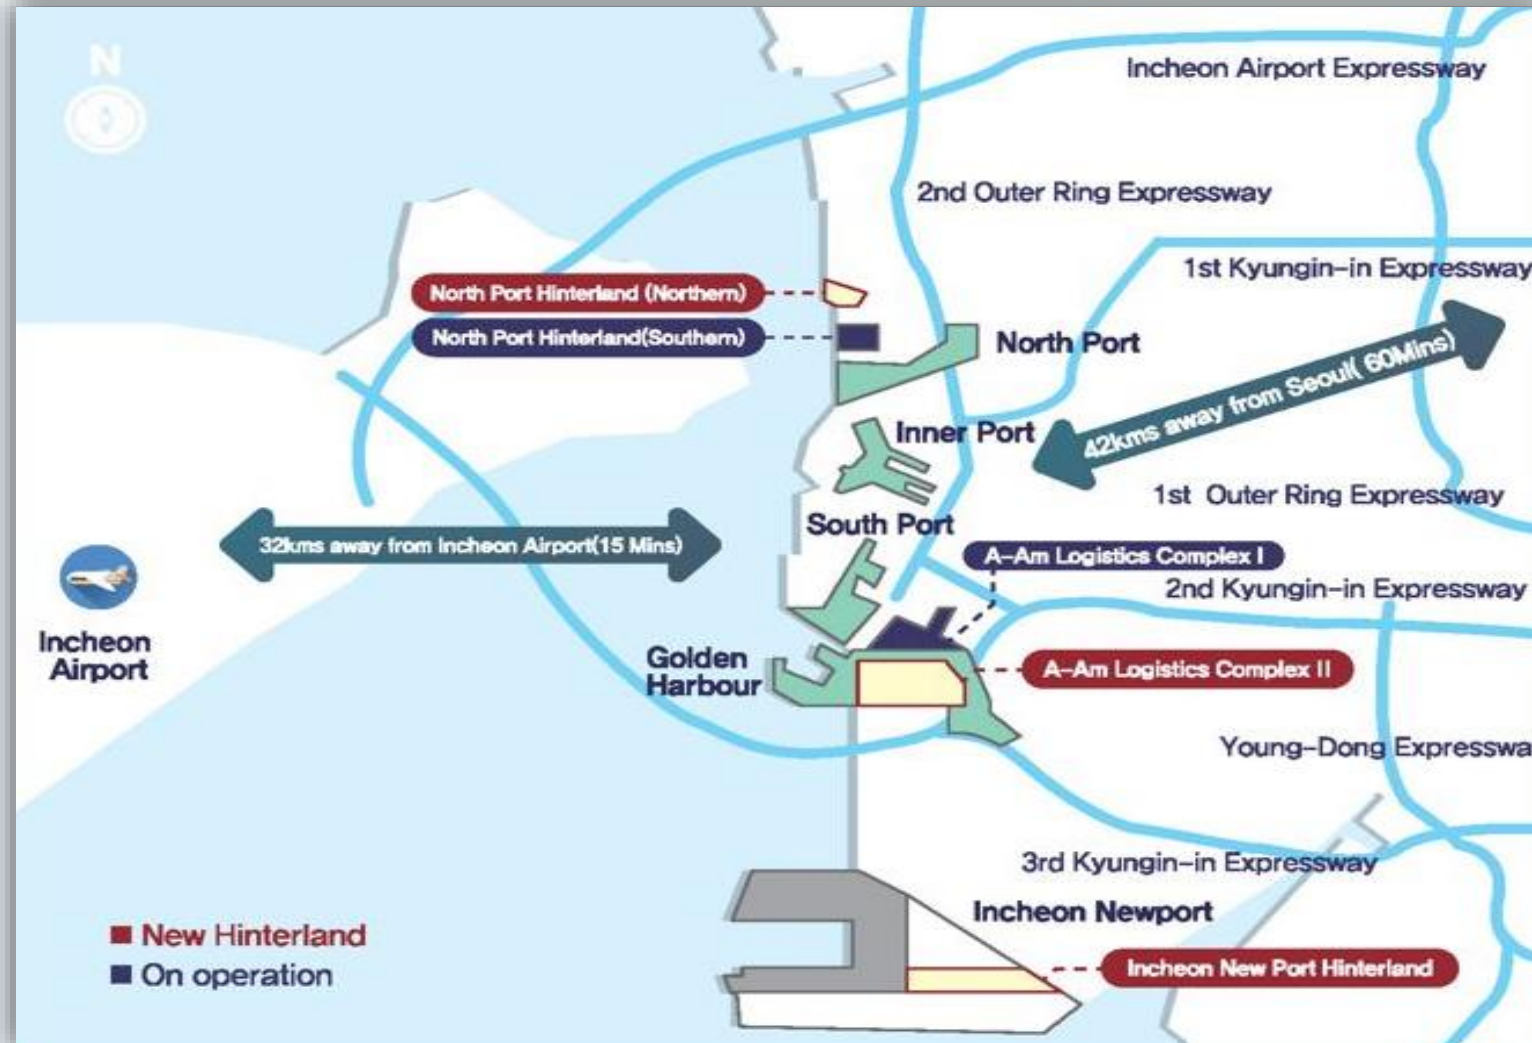 N
Incheon Airport Expressway
2nd Outer Ring Expressway
1st Kyungin-in Expressway
North Port Hinterland (Northern)
North Port Hinterland(Southern)
North Port
42kms away from Seoul( 60Mins)
Inner Port
1st Outer Ring Expressway
South Port
32kms away from Incheon Airport(15 Mins)
A-Am Logistics Complex I
2nd Kyungin-in Expressway
Incheon
Airport
Golden
Harbour
A-Am Logistics Complex II
Young-Dong Expresswa
3rd Kyungin-in Expressway
Incheon Newport
New Hinterland
On operation
Incheon New Port Hinterland